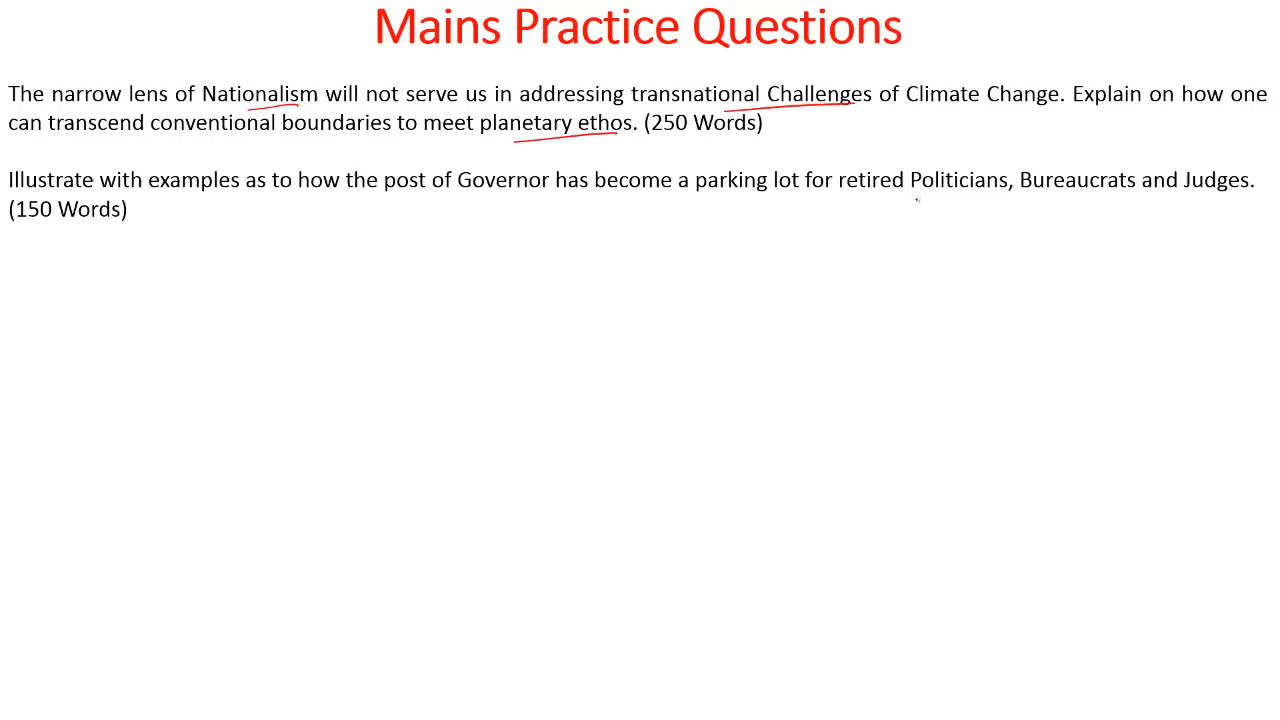 Mains Practice Questions
The narrow lens of Nationalism will not serve us in addressing transnational Challenges of Climate Change. Explain on how one
can transcend conventional boundaries to meet planetary ethos. (250 Words)
Illustrate with examples as to how the post of Governor has become a parking lot for retired Politicians, Bureaucrats and Judges.
(150 Words)